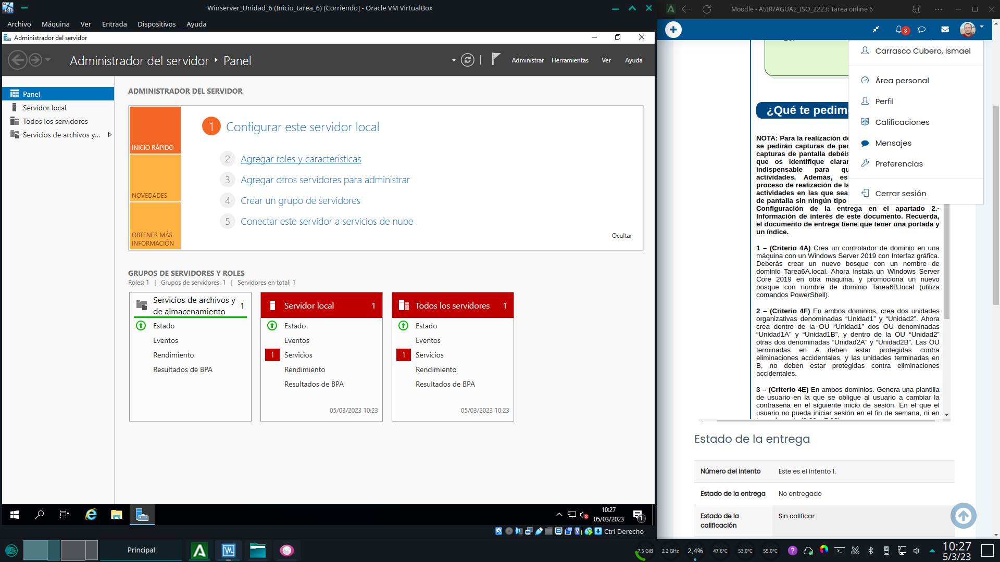 Winserver_Unidad_6 (Inicio_tarea_6) [Corriendo] - Oracle VM VirtualBox
Archivo Máquina Ver Entrada Dispositivos Ayuda
Administrador del servidor
Administrador del servidor Panel
Administrar Herramientas Ver Ayuda
Panel
Servidor local
Todos los servidores
Servicios de archivos y...
ADMINISTRADOR DEL SERVIDOR
INICIO RÁPIDO
NOVEDADES
OBTENER MÁS
INFORMACIÓN
1 Configurar este servidor local
2 Agregar roles y características
3 Agregar otros servidores para administrar
4 Crear un grupo de servidores
5 Conectar este servidor a servicios de nube
Ocultar
GRUPOS DE SERVIDORES Y ROLES
Roles: 1 | Grupos de servidores: 1 | Servidores en total: 1
Servicios de archivos y
de almacenamiento
1
Estado
Eventos
Rendimiento
Resultados de BPA
Servidor local 1
Estado
Eventos
1 Servicios
Rendimiento
Resultados de BPA
05/03/2023 10:23
Todos los servidores 1
Estado
Eventos
1 Servicios
Rendimiento
Resultados de BPA
05/03/2023 10:23
10:27
05/03/2023
1
Ctrl Derecho
Moodle - ASIR/AGUA2_ISO_2223: Tarea online 6
3
Carrasco Cubero, Ismael
Área personal
Perfil
Calificaciones
Mensajes
Preferencias
Cerrar sesión
¿Qué te pedim
NOTA: Para la realización d
se pedirán capturas de pa
capturas de pantalla debéis
que os identifique clara
indispensable para qu
actividades. Además, es
proceso de realización de la
actividades en las que sea
de pantalla sin ningún tipo
Configuración de la entrega en el apartado 2.-
Información de interés de este documento. Recuerda,
el documento de entrega tiene que tener una portada y
un índice.
1 – (Criterio 4A) Crea un controlador de dominio en una
máquina con un Windows Server 2019 con Interfaz gráfica.
Deberás crear un nuevo bosque con un nombre de
dominio Tarea6A.local. Ahora instala un Windows Server
Core 2019 en otra máquina, y promociona un nuevo
bosque con nombre de dominio Tarea6B.local (utiliza
comandos PowerShell).
2 – (Criterio 4F) En ambos dominios, crea dos unidades
organizativas denominadas “Unidad1” y “Unidad2”. Ahora
crea dentro de la OU “Unidad1” dos OU denominadas
“Unidad1A” y “Unidad1B”, y dentro de la OU “Unidad2”
otras dos denominadas “Unidad2A” y “Unidad2B”. Las OU
terminadas en A deben estar protegidas contra
eliminaciones accidentales, y las unidades terminadas en
B, no deben estar protegidas contra eliminaciones
accidentales.
3 – (Criterio 4E) En ambos dominios. Genera una plantilla
de usuario en la que se obligue al usuario a cambiar la
contraseña en el siguiente inicio de sesión. En el que el
usuario no pueda iniciar sesión en el fin de semana, ni en
Estado de la entrega
Número del intento Este es el intento 1.
Estado de la entrega No entregado
Estado de la
calificación
Sin calificar
Principal
7,5 GiB 2,2 GHz 2,4% 47,6°C 53,0°C 55,0°C
10:27
5/3/23